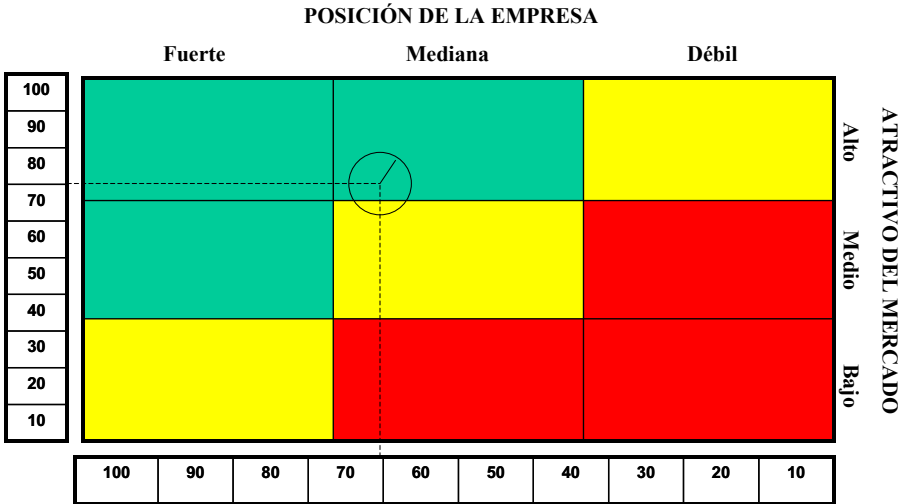 POSICIÓN DE LA EMPRESA
Fuerte Mediana Débil
100
90
80
70
60
50
40
30
20
10
Alto
Medio
Bajo
ATRACTIVO DEL MERCADO
100 90 80 70 60 50 40 30 20 10